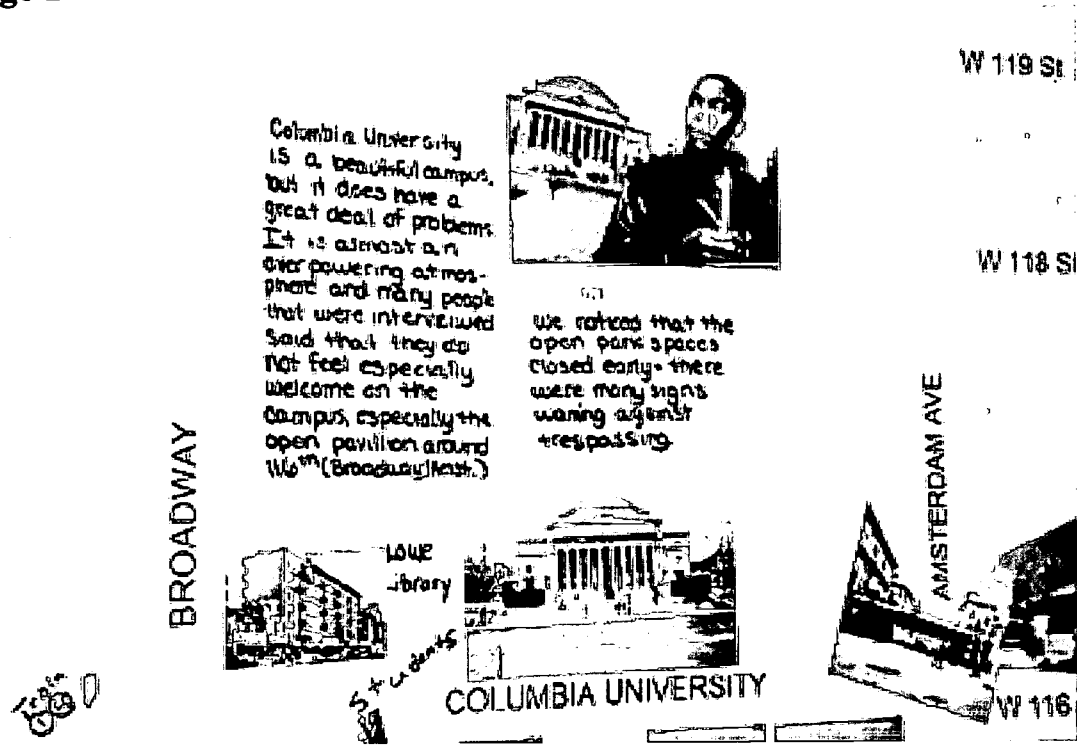 W 119 St
Columbia University
is a beautiful campus,
but it does have a
great deal of problems.
It is almost an
over powering atmos-
phere and many people
that were interviewed
said that they do
not feel especially
welcome on the
campus, especially the
open pavilion around
116th (Broadway/Amst.)
W 118 St
we noticed that the
open park spaces
closed early- there
were many signs
waning against
trespassing.
BROADWAY
AMSTERDAM AVE
Lowe
Library
students
COLUMBIA UNIVERSITY
W 116